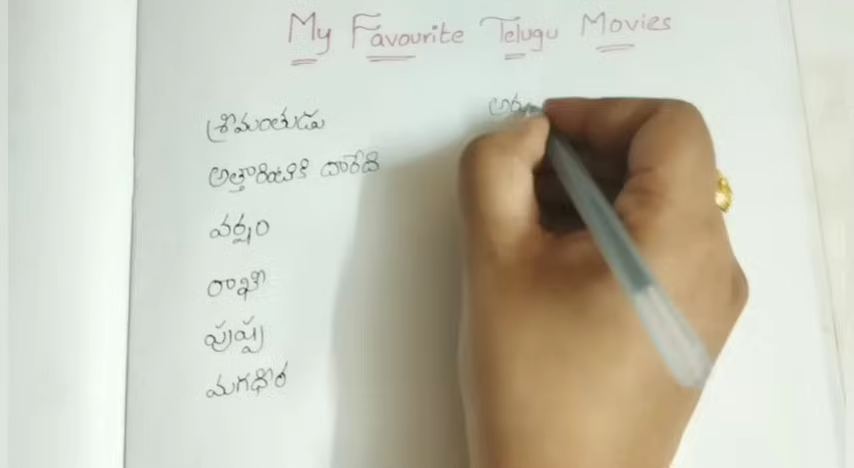 My Favourite Telugu Movies
శ్రీమంతుడు
అత్తారింటికి దారేది
వర్షం
రాఖీ
పుష్ప
మగధీర